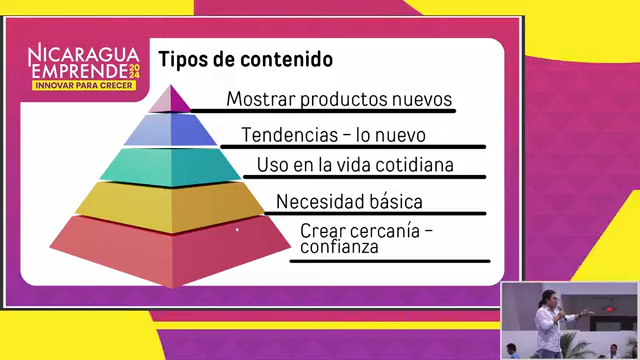 NICARAGUA
EMPRENDE 2024
INNOVAR PARA CRECER
Tipos de contenido
Mostrar productos nuevos
Tendencias – lo nuevo
Uso en la vida cotidiana
Necesidad básica
Crear cercanía –
confianza